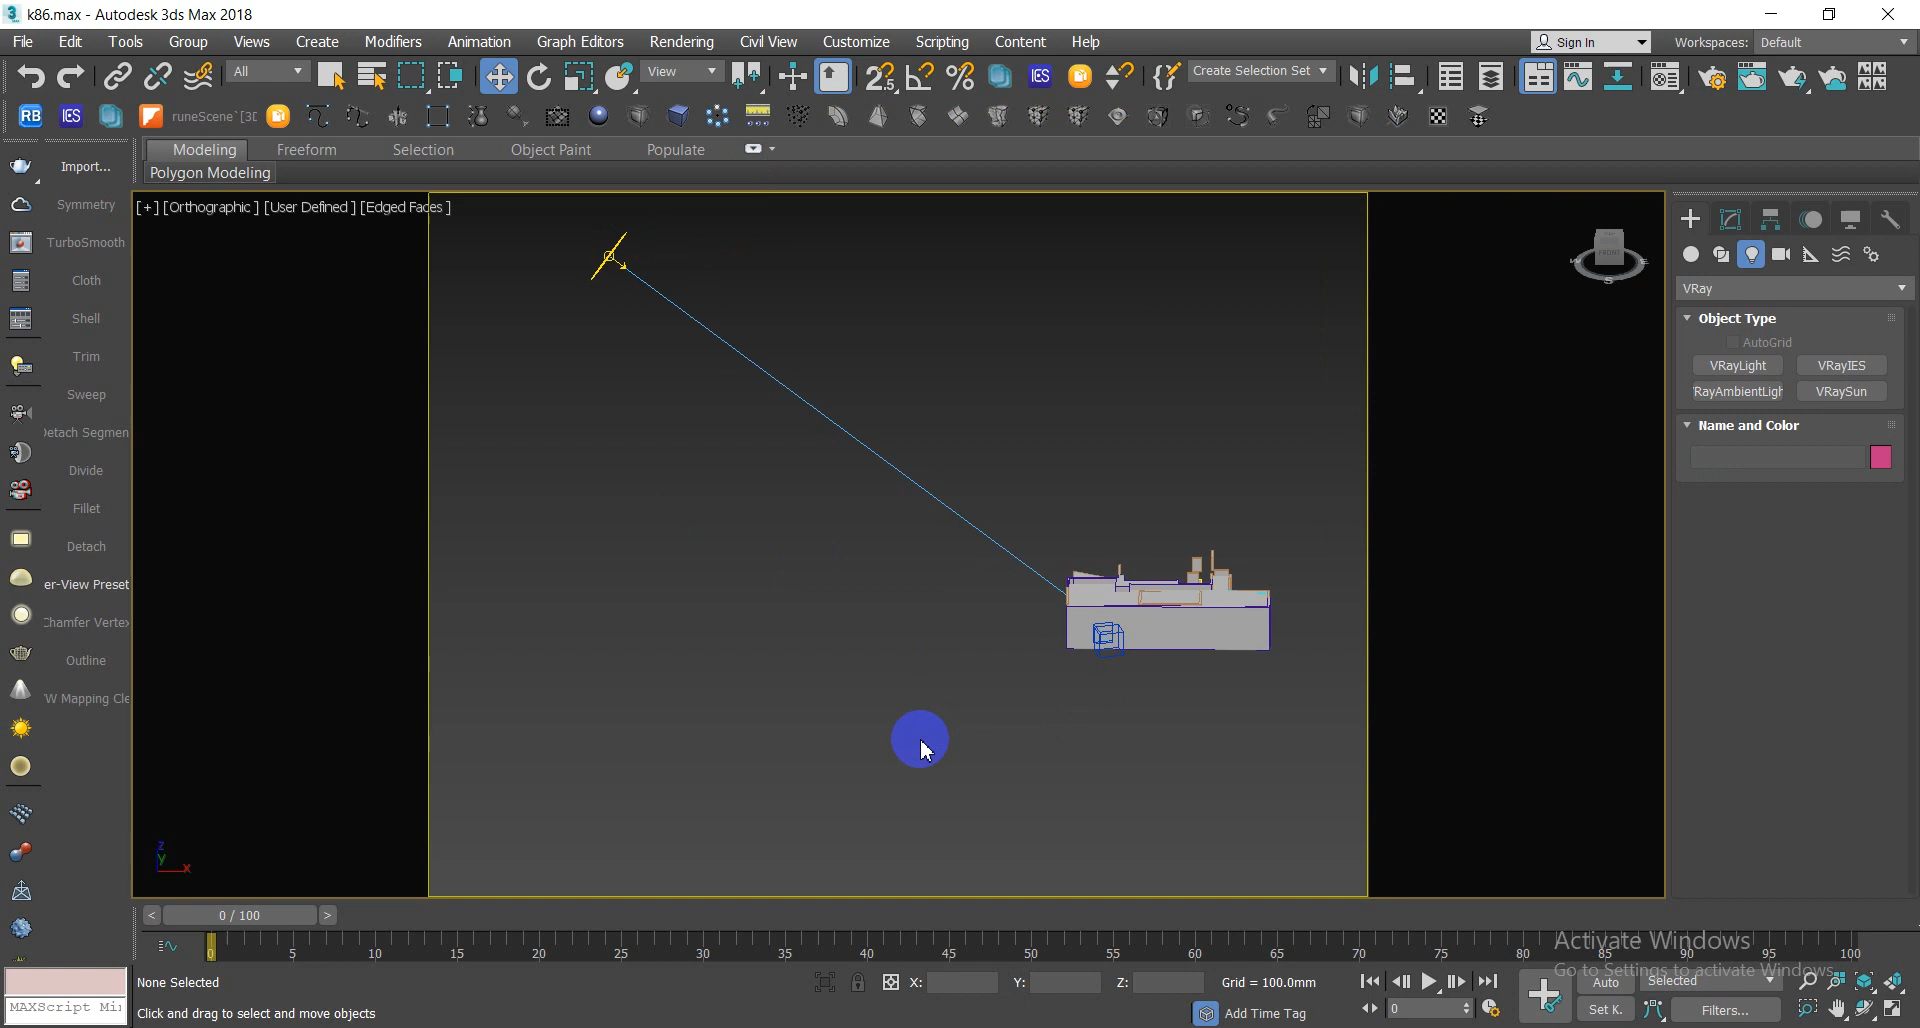 k86.max - Autodesk 3ds Max 2018
File Edit Tools Group Views Create Modifiers Animation Graph Editors Rendering Civil View Customize Scripting Content Help Sign In Workspaces: Default
All View Create Selection Set
runeScene`[3D
Modeling Freeform Selection Object Paint Populate
Polygon Modeling
Import...
Symmetry
TurboSmooth
Cloth
Shell
Trim
Sweep
Detach Segmen
Divide
Fillet
Detach
er-View Preset
Chamfer Vertex
Outline
W Mapping Cle
[+] [Orthographic ] [User Defined ] [Edged Faces ]
FRONT
W E
S
z
y
x
VRay
Object Type
AutoGrid
VRayLight VRayIES
RayAmbientLigh VRaySun
Name and Color
< 0 / 100 >
0 5 10 15 20 25 30 35 40 45 50 55 60 65 70 75 80 85 90 95 100
Activate Windows
Go to Settings to activate Windows.
None Selected X: Y: Z: Grid = 100.0mm Auto Selected
MAXScript Mi Click and drag to select and move objects Add Time Tag 0 Set K. Filters...